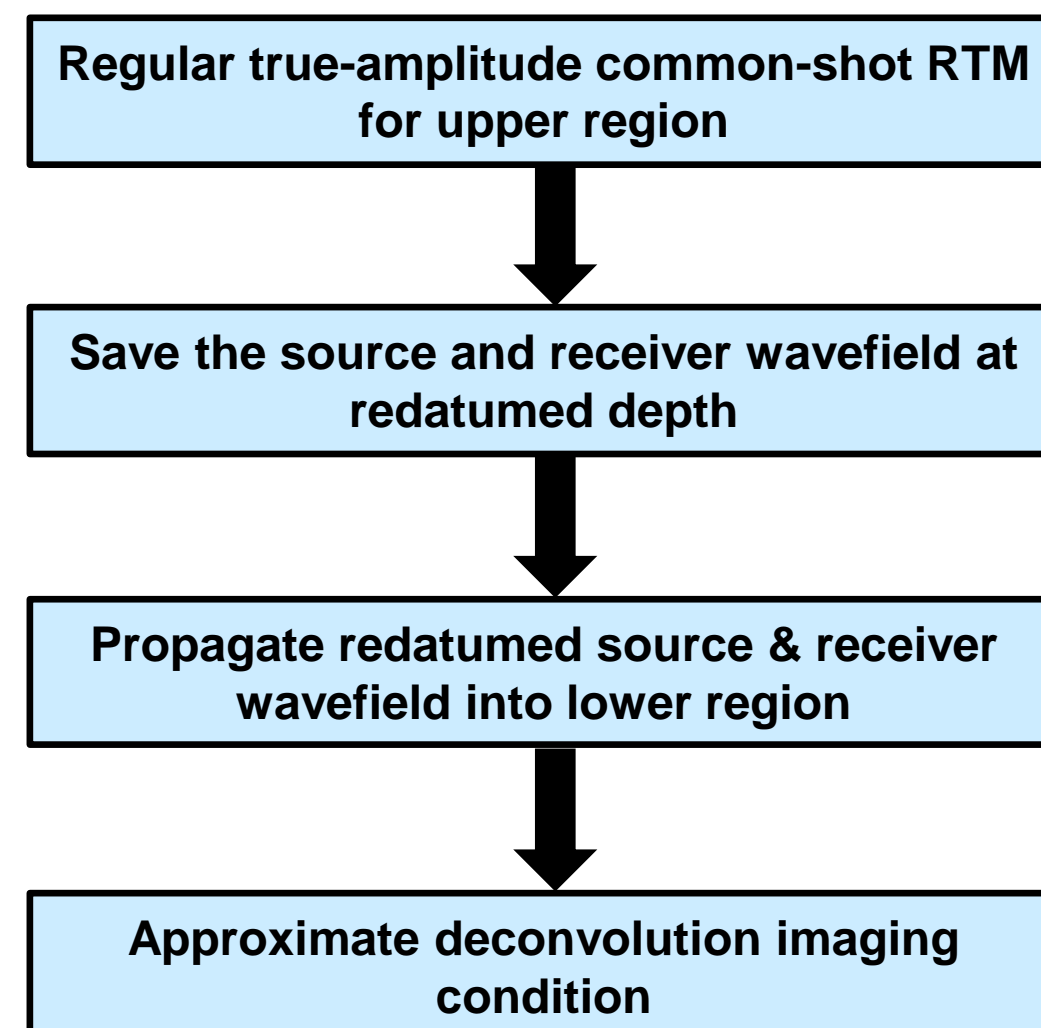 Regular true-amplitude common-shot RTM
for upper region
Save the source and receiver wavefield at
redatumed depth
Propagate redatumed source & receiver
wavefield into lower region
Approximate deconvolution imaging
condition